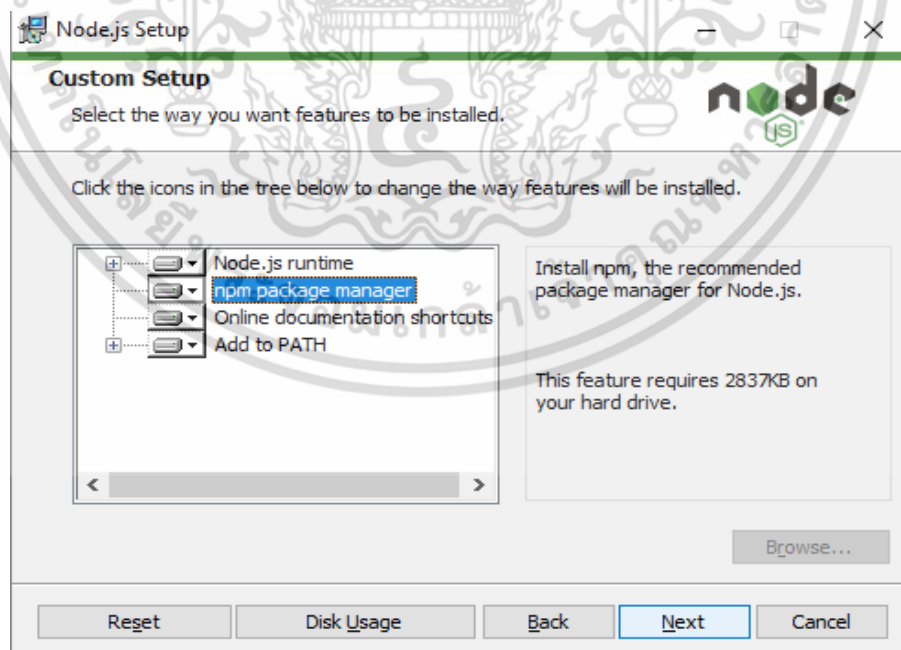 Node.js Setup
Custom Setup
Select the way you want features to be installed.
node
JS
Click the icons in the tree below to change the way features will be installed.
Node.js runtime
npm package manager
Online documentation shortcuts
Add to PATH
Install npm, the recommended
package manager for Node.js.
This feature requires 2837KB on
your hard drive.
Browse...
Reset
Disk Usage
Back
Next
Cancel